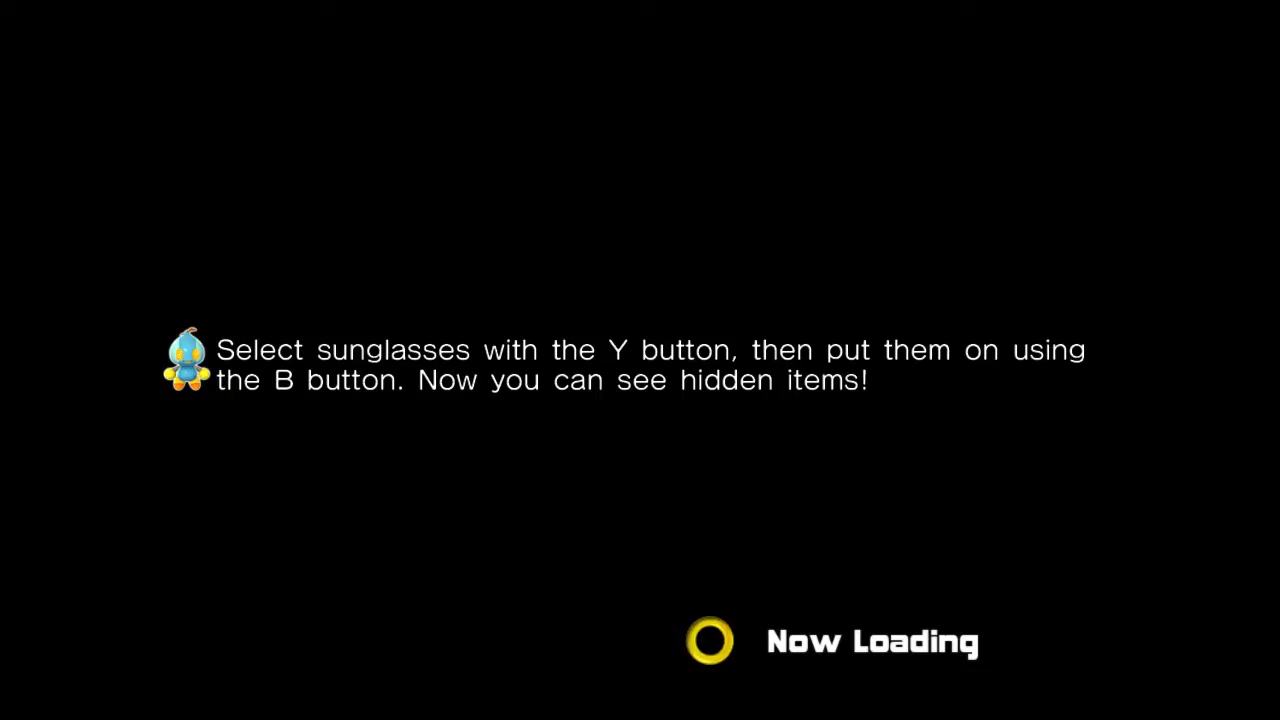 Select sunglasses with the Y button, then put them on using
the B button. Now you can see hidden items!
Now Loading